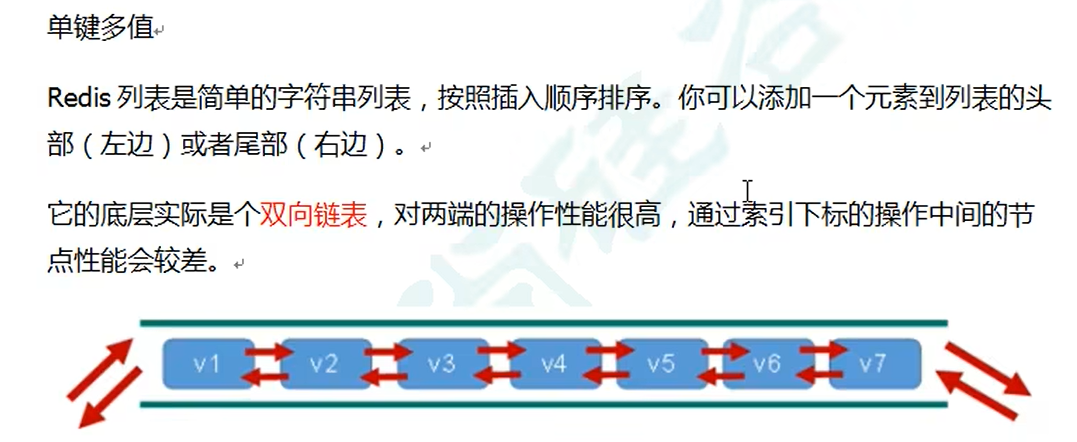 单键多值
Redis 列表是简单的字符串列表，按照插入顺序排序。你可以添加一个元素到列表的头
部（左边）或者尾部（右边）。
它的底层实际是个双向链表，对两端的操作性能很高，通过索引下标的操作中间的节
点性能会较差。
v1 v2 v3 v4 v5 v6 v7